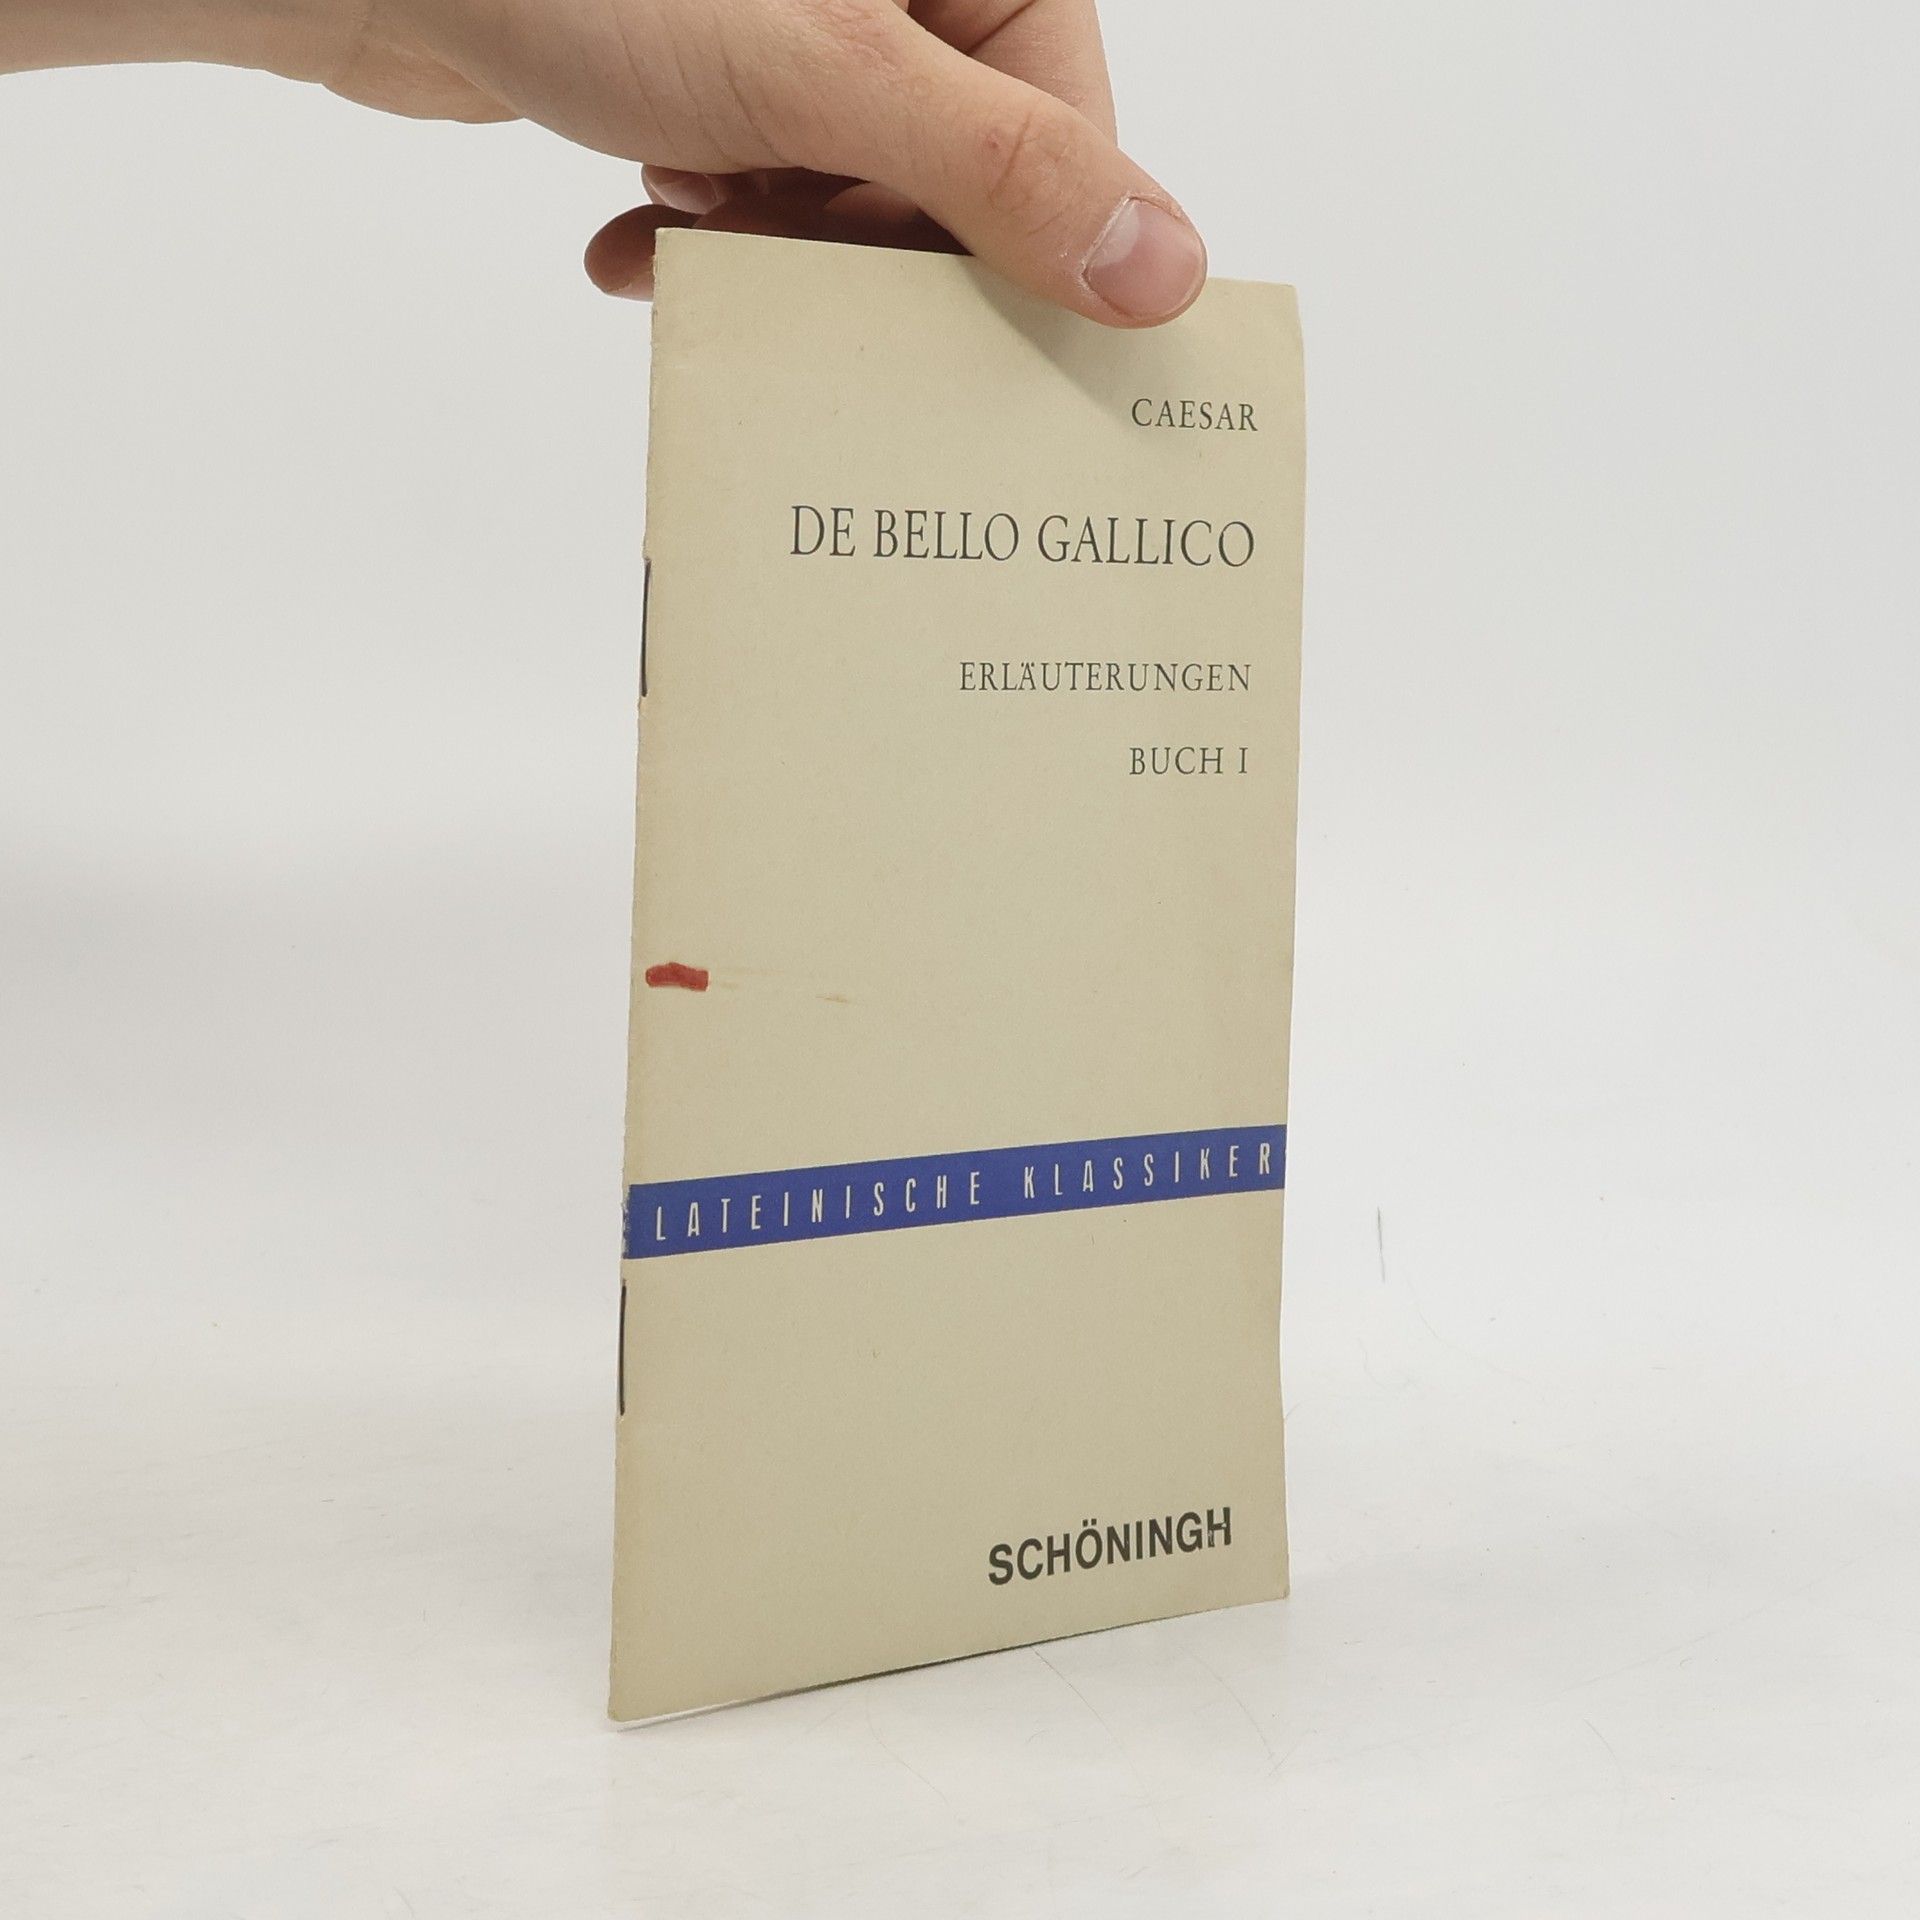 CAESAR
DE BELLO GALLICO
ERLÄUTERUNGEN
BUCH I
LATEINISCHE KLASSIKER
SCHÖNINGH